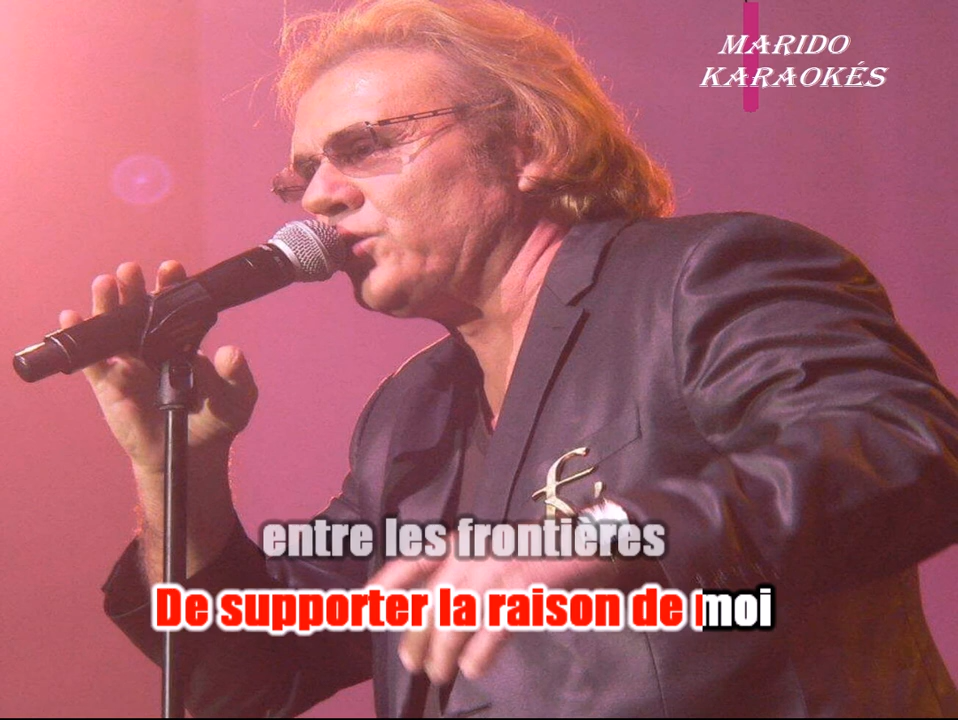 MARIDO
KARAOKÉS
entre les frontières
De supporter la raison de moi